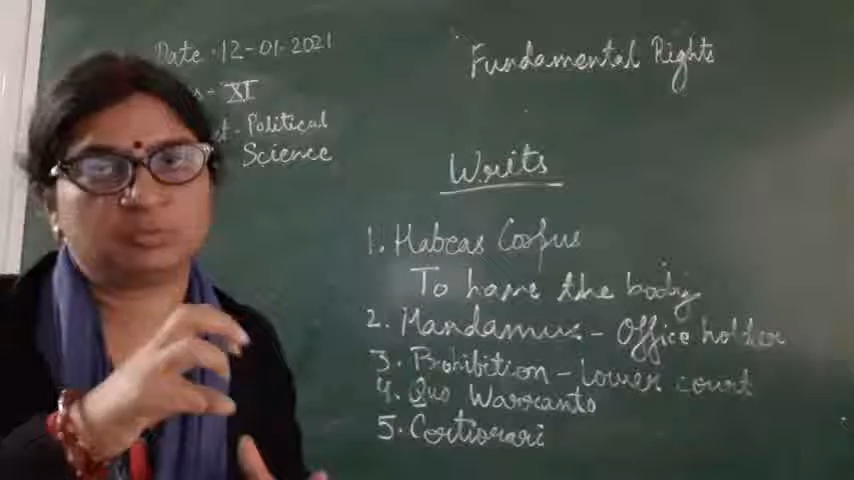 Date · 12-01-2021
Fundamental Rights
XI
Political
Science
Writs
1. Habeas Corpus
To have the body
2. Mandamus - Office holder
3. Prohibition - Lower court
4. Quo Warranto
5. Certiorari